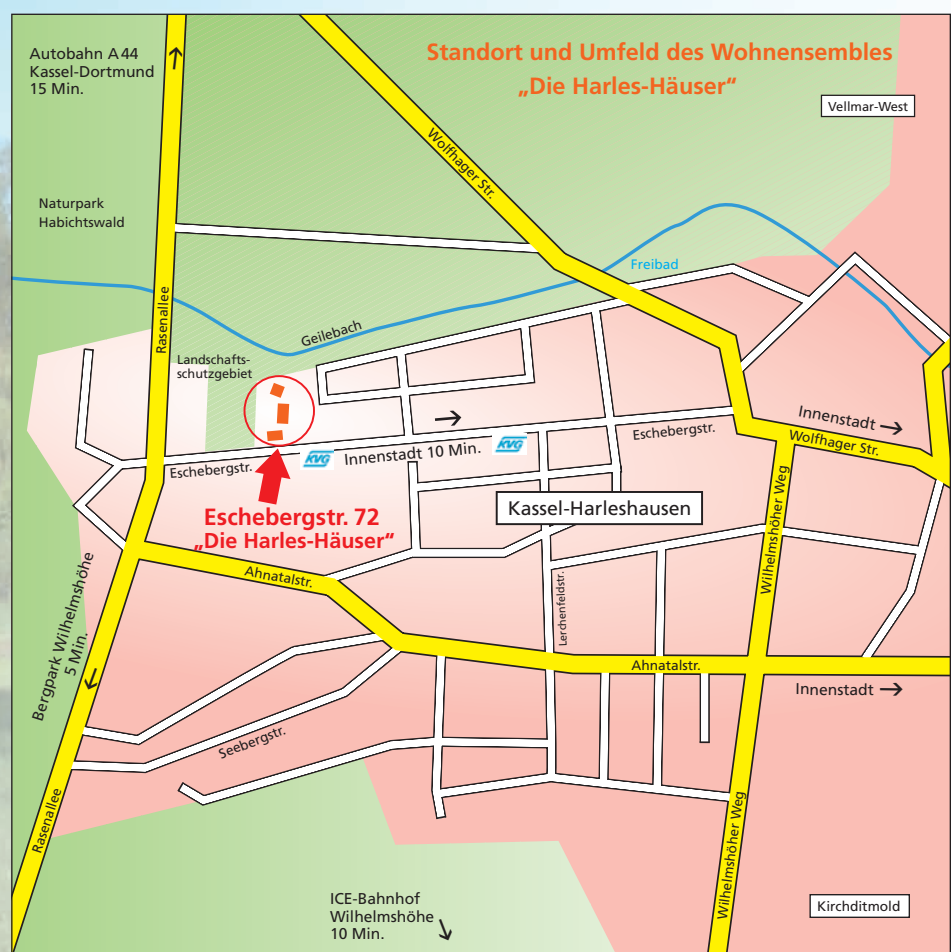 Autobahn A 44
Kassel-Dortmund
15 Min.
Standort und Umfeld des Wohnensembles
„Die Harles-Häuser“
Vellmar-West
Wolfhager Str.
Naturpark
Habichtswald
Rasenallee
Freibad
Geilebach
Landschafts-
schutzgebiet
Innenstadt
Wolfhager Str.
Eschebergstr.
KVG
Innenstadt 10 Min.
KVG
Eschebergstr.
Eschebergstr. 72
„Die Harles-Häuser“
Kassel-Harleshausen
Wilhelmshöher Weg
Ahnatalstr.
Lerchenfeldstr.
Bergpark Wilhelmshöhe
5 Min.
Ahnatalstr.
Innenstadt
Seebergstr.
Rasenallee
Wilhelmshöher Weg
ICE-Bahnhof
Wilhelmshöhe
10 Min.
Kirchditmold